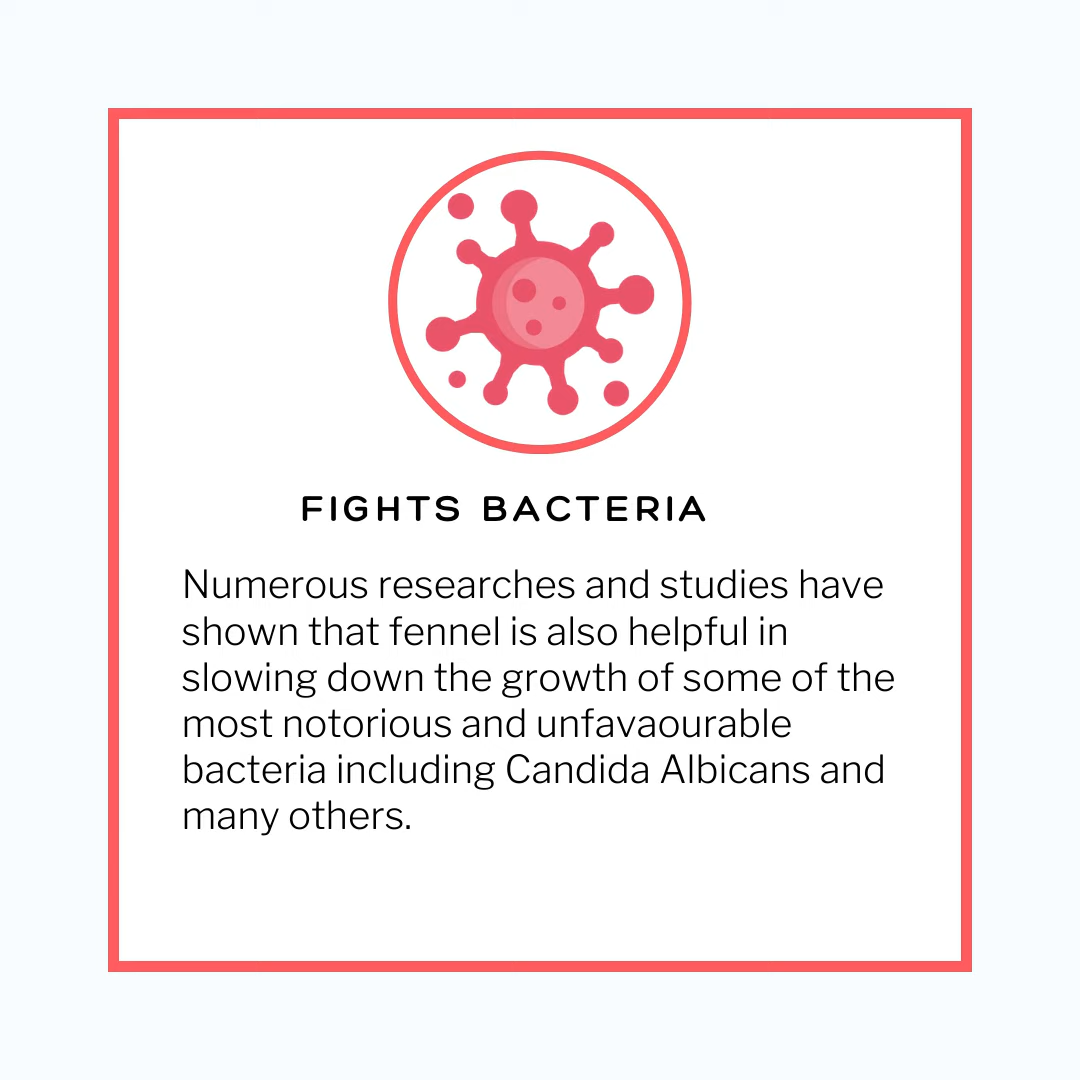 FIGHTS BACTERIA
Numerous researches and studies have
shown that fennel is also helpful in
slowing down the growth of some of the
most notorious and unfavaourable
bacteria including Candida Albicans and
many others.